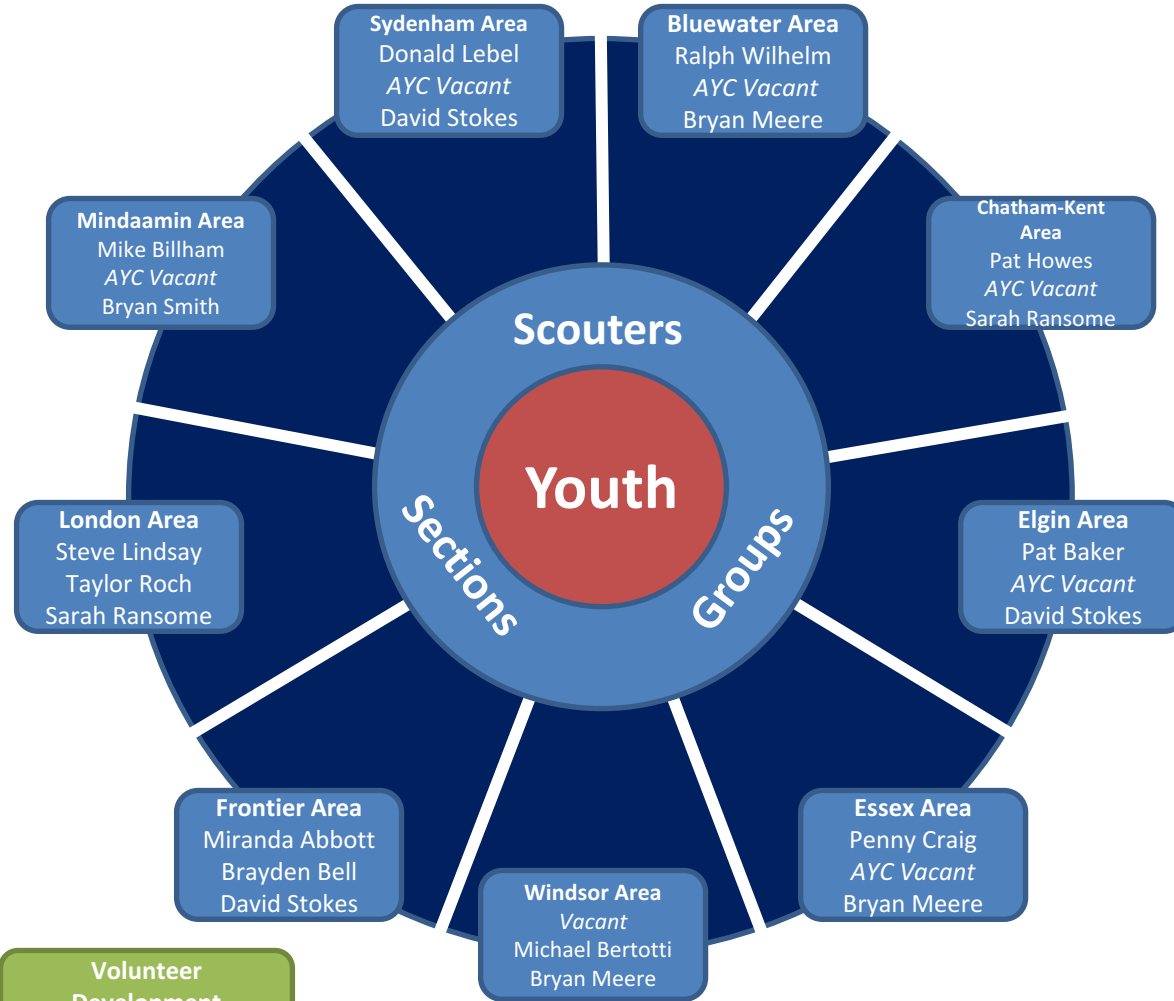 Sydenham Area
Donald Lebel
AYC Vacant
David Stokes
Bluewater Area
Ralph Wilhelm
AYC Vacant
Bryan Meere
Mindaamin Area
Mike Billham
AYC Vacant
Bryan Smith
Chatham-Kent
Area
Pat Howes
AYC Vacant
Sarah Ransome
Scouters
Youth
Sections
Groups
London Area
Steve Lindsay
Taylor Roch
Sarah Ransome
Elgin Area
Pat Baker
AYC Vacant
David Stokes
Frontier Area
Miranda Abbott
Brayden Bell
David Stokes
Essex Area
Penny Craig
AYC Vacant
Bryan Meere
Windsor Area
Vacant
Michael Bertotti
Bryan Meere
Volunteer
Development